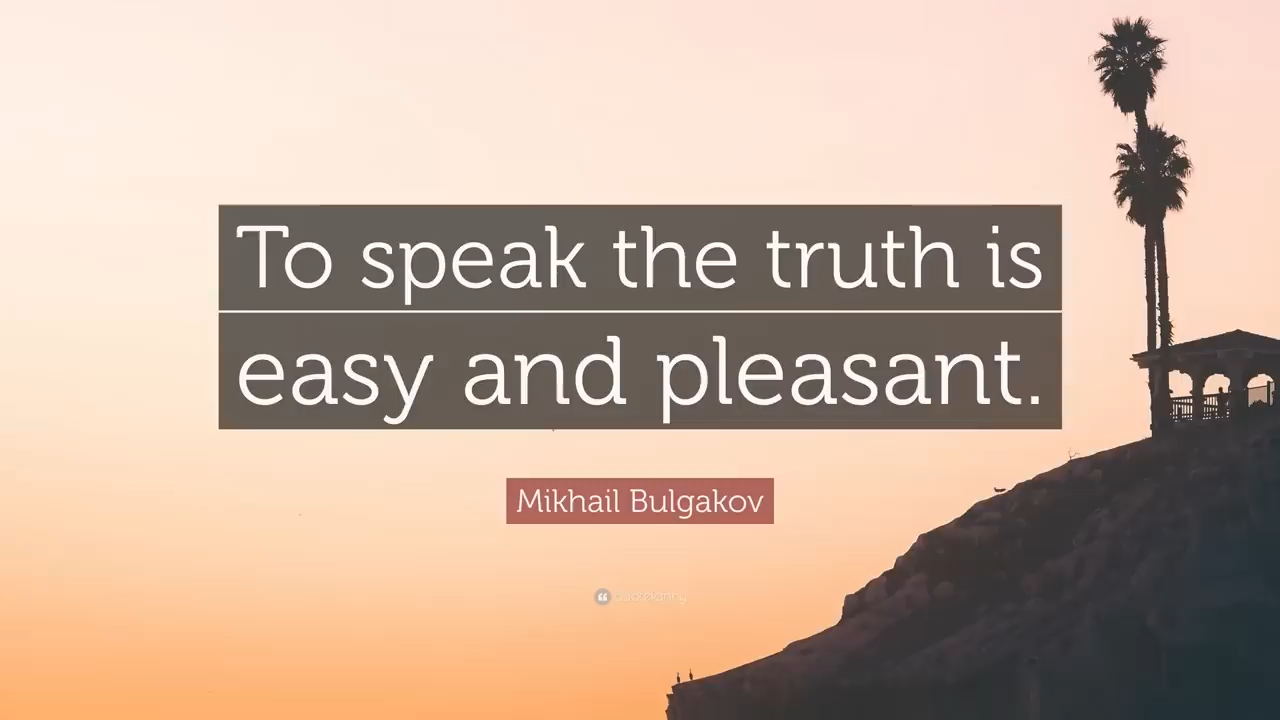 To speak the truth is
easy and pleasant.
Mikhail Bulgakov